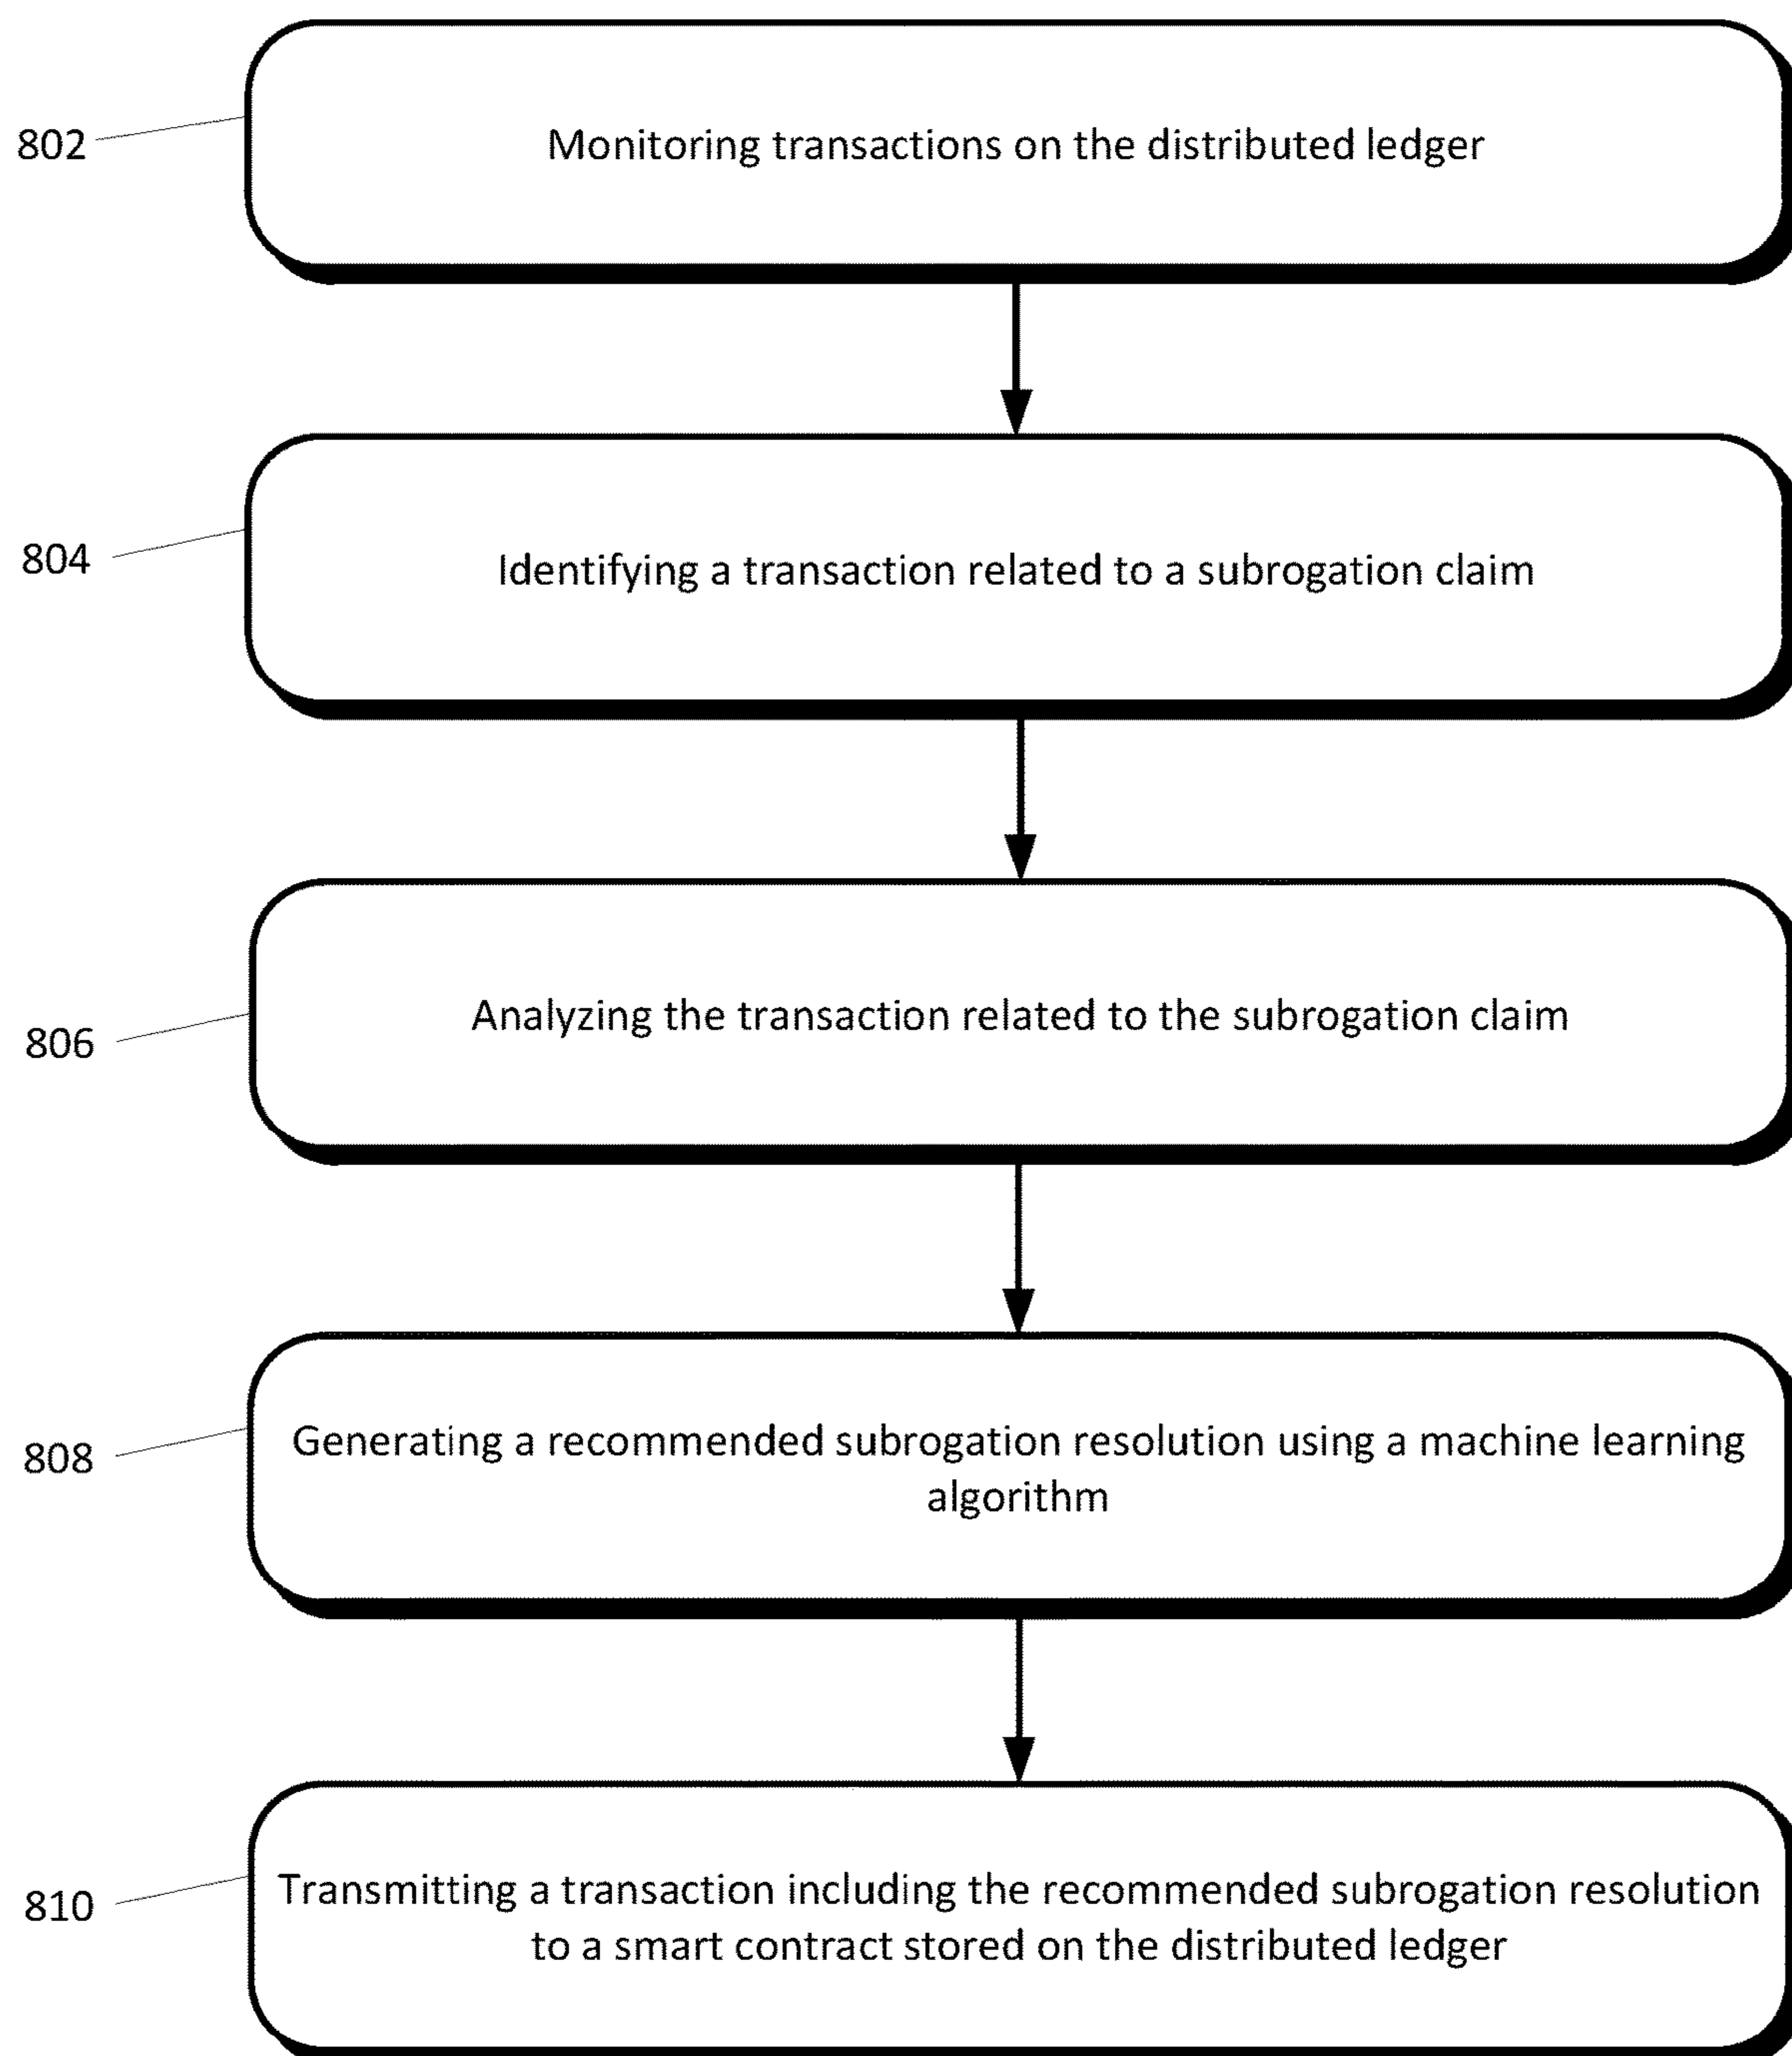 802
Monitoring transactions on the distributed ledger
804
Identifying a transaction related to a subrogation claim
806
Analyzing the transaction related to the subrogation claim
808
Generating a recommended subrogation resolution using a machine learning
algorithm
810
Transmitting a transaction including the recommended subrogation resolution
to a smart contract stored on the distributed ledger